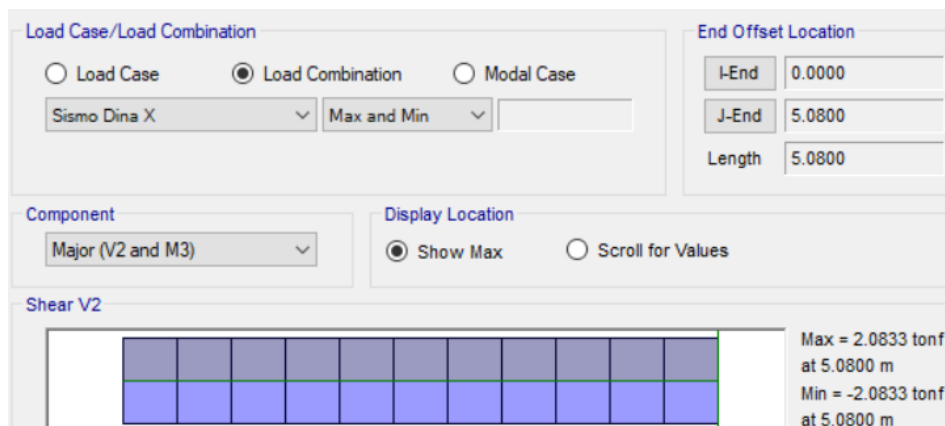 Load Case/Load Combination
End Offset Location
Load Case
Load Combination
Modal Case
I-End
0.0000
Sismo Dina X
Max and Min
J-End
5.0800
Length
5.0800
Component
Display Location
Major (V2 and M3)
Show Max
Scroll for Values
Shear V2
Max = 2.0833 tonf
at 5.0800 m
Min = -2.0833 tonf
at 5.0800 m